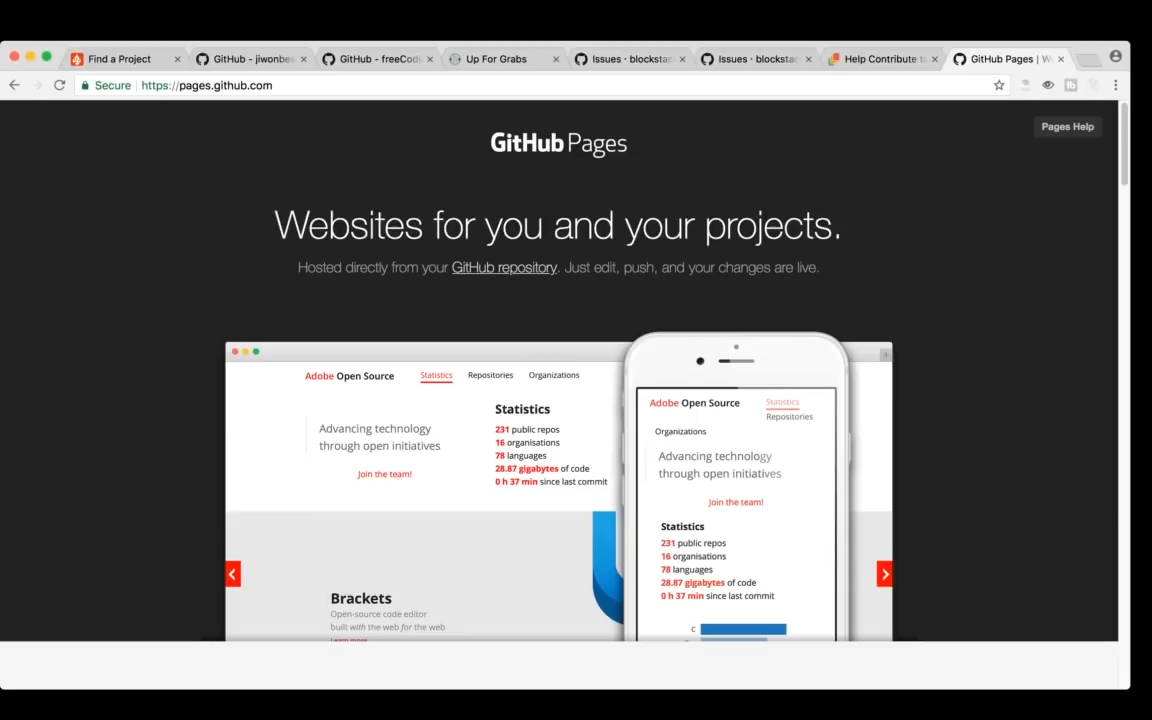 Find a Project
GitHub - jiwonbes
GitHub - freeCod
Up For Grabs
Issues · blockstac
Issues · blockstac
Help Contribute t
GitHub Pages | W
Secure
https://pages.github.com
Pages Help
GitHub Pages
Websites for you and your projects.
Hosted directly from your GitHub repository. Just edit, push, and your changes are live.
Adobe Open Source
Statistics
Repositories
Organizations
Advancing technology
through open initiatives
Join the team!
Statistics
231 public repos
16 organisations
78 languages
28.87 gigabytes of code
0 h 37 min since last commit
Brackets
Open-source code editor
built with the web for the web
Learn more
Adobe Open Source
Statistics
Repositories
Organizations
Advancing technology
through open initiatives
Join the team!
Statistics
231 public repos
16 organisations
78 languages
28.87 gigabytes of code
0 h 37 min since last commit
C